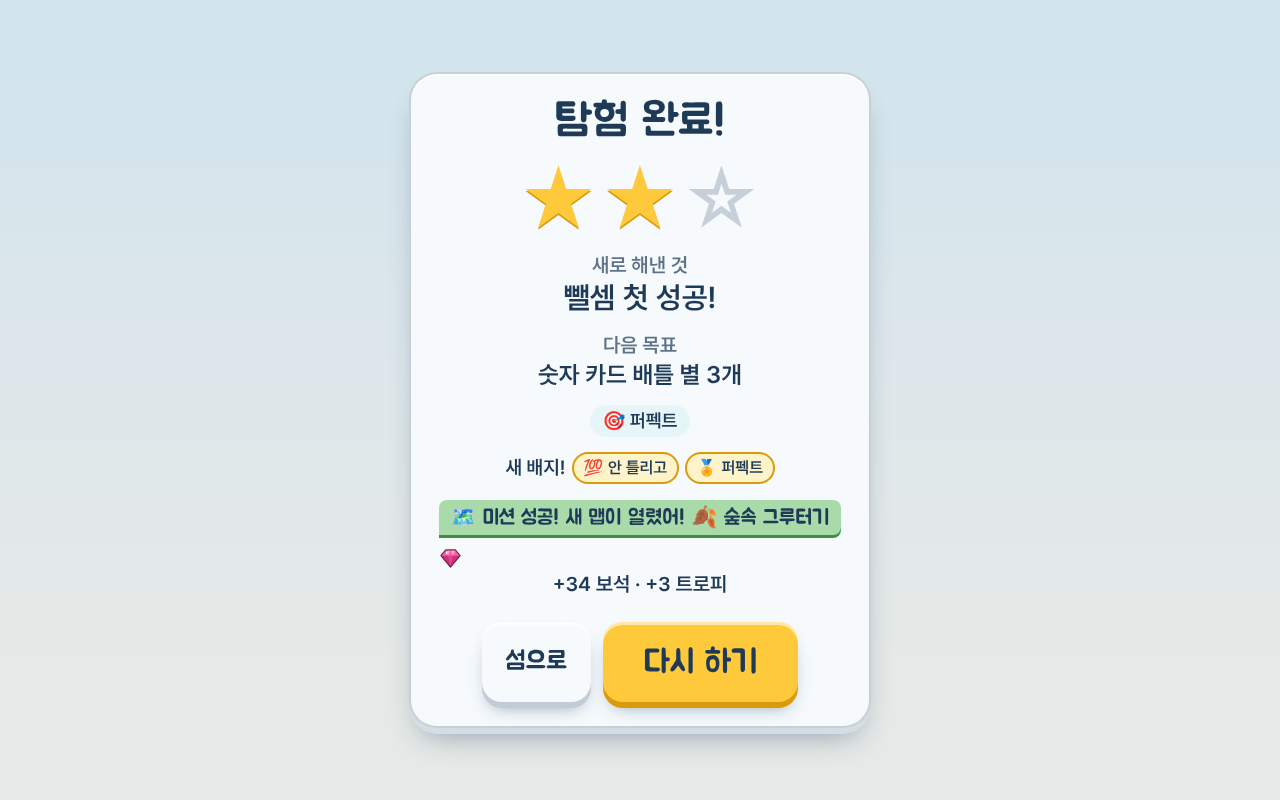 탐험 완료!
새로 해낸 것
뺄셈 첫 성공!
다음 목표
숫자 카드 배틀 별 3개
🎯 퍼펙트
새 배지! 💯 안 틀리고 🏅 퍼펙트
🗺️ 미션 성공! 새 맵이 열렸어! 🍂 숲속 그루터기
+34 보석 · +3 트로피
섬으로 다시 하기